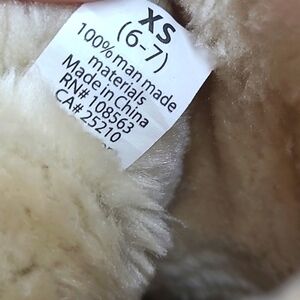 XS
(6-7)
100% man made
materials
Made in China
RN# 108563
CA# 25210